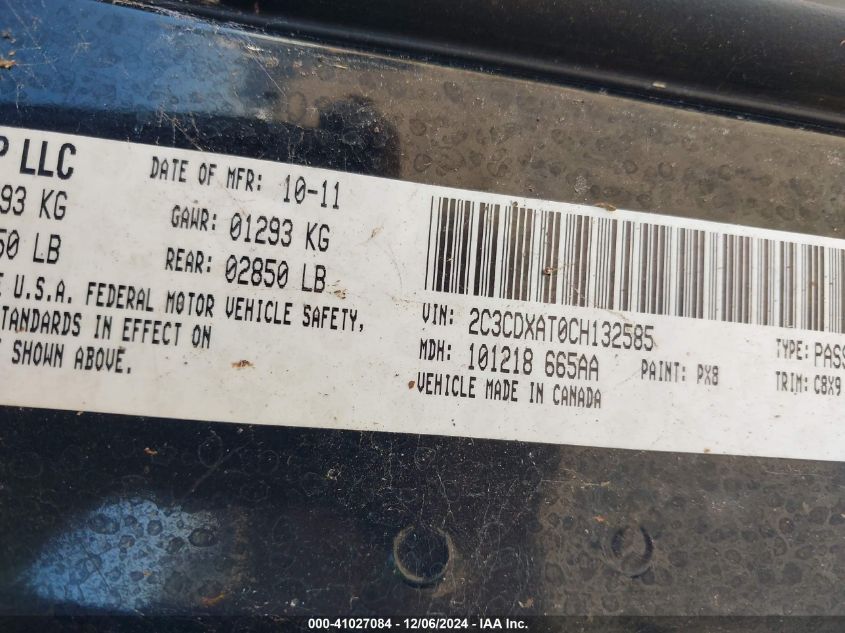 P LLC
DATE OF MFR: 10-11
93 KG
GAWR: 01293 KG
50 LB
REAR: 02850 LB
E U.S.A. FEDERAL MOTOR VEHICLE SAFETY,
STANDARDS IN EFFECT ON
SHOWN ABOVE.
VIN: 2C3CDXAT0CH132585
TYPE: PASS
MDH: 101218 665AA
PAINT: PX8
TRIM: C8X9
VEHICLE MADE IN CANADA
000-41027084 - 12/06/2024 - IAA Inc.